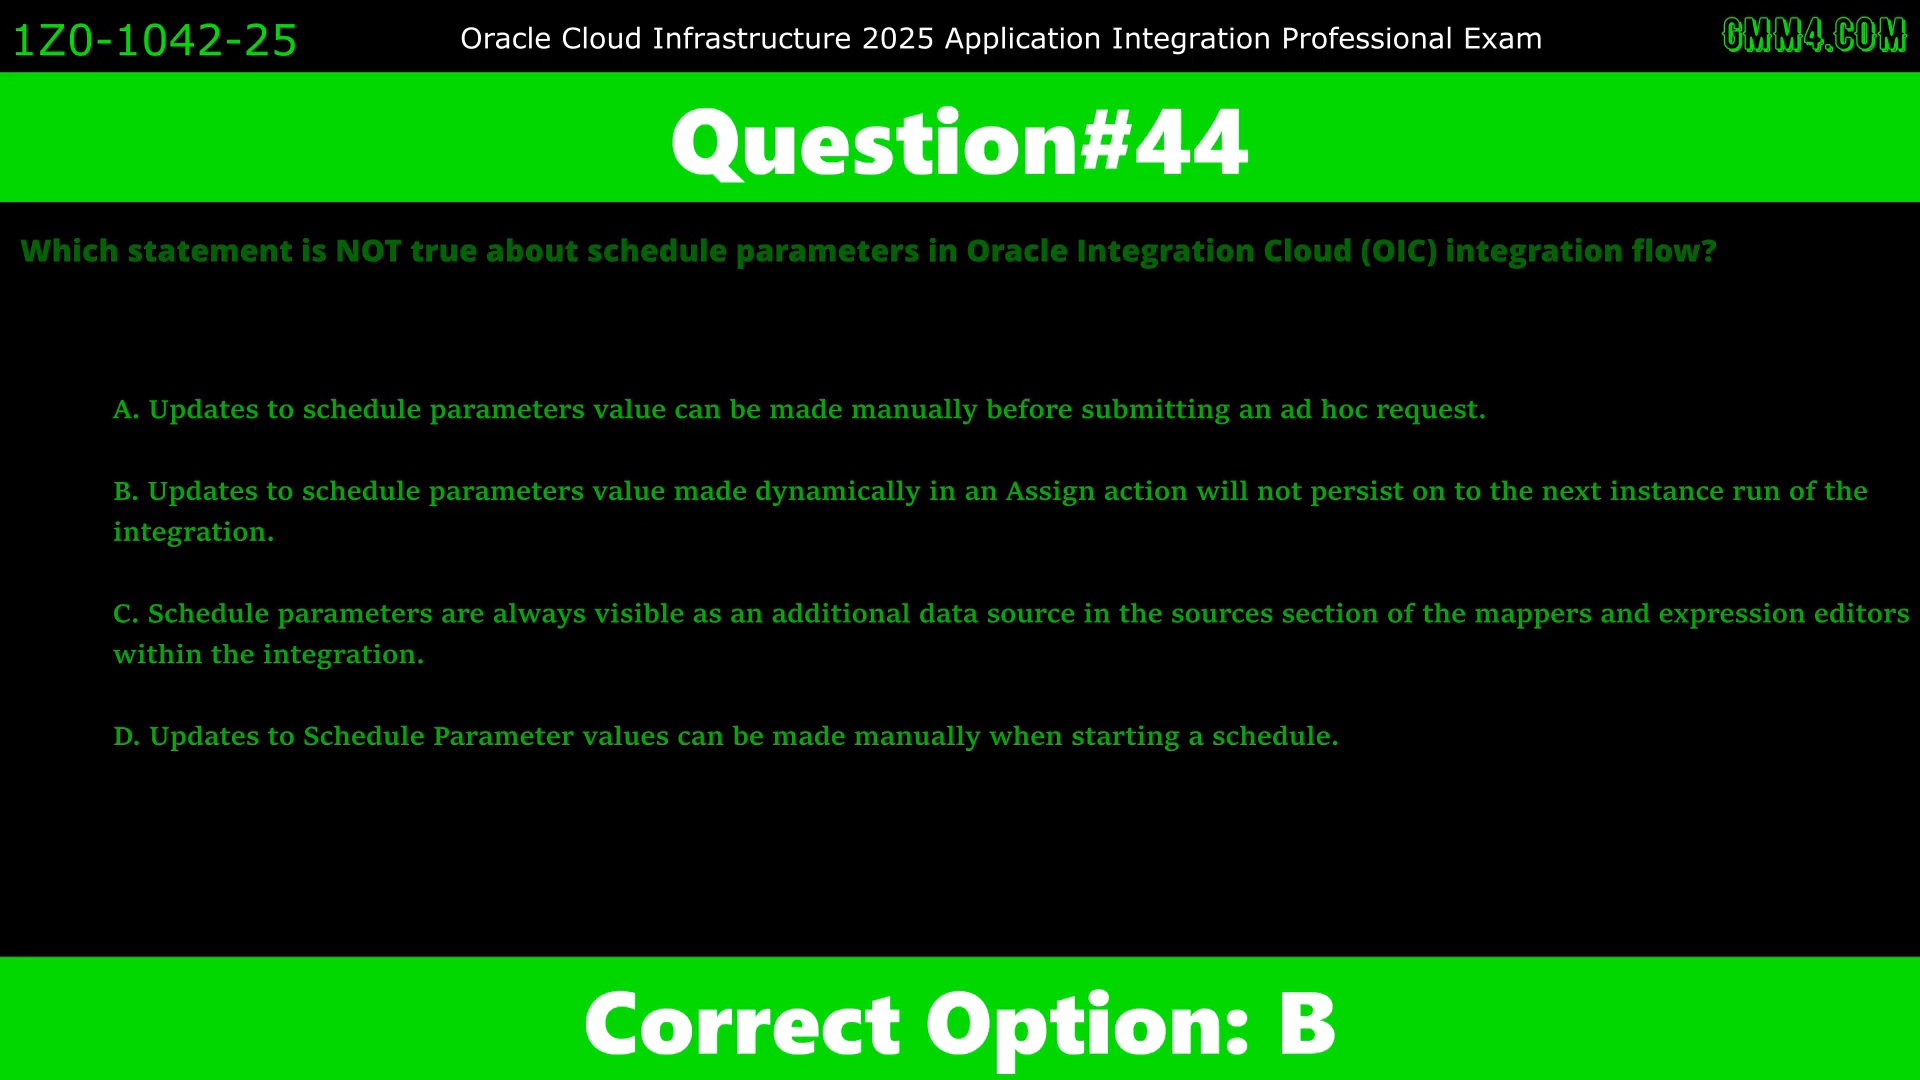 1Z0-1042-25
Oracle Cloud Infrastructure 2025 Application Integration Professional Exam
GMM4.COM
Question#44
Which statement is NOT true about schedule parameters in Oracle Integration Cloud (OIC) integration flow?
A. Updates to schedule parameters value can be made manually before submitting an ad hoc request.
B. Updates to schedule parameters value made dynamically in an Assign action will not persist on to the next instance run of the
integration.
C. Schedule parameters are always visible as an additional data source in the sources section of the mappers and expression editors
within the integration.
D. Updates to Schedule Parameter values can be made manually when starting a schedule.
Correct Option: B